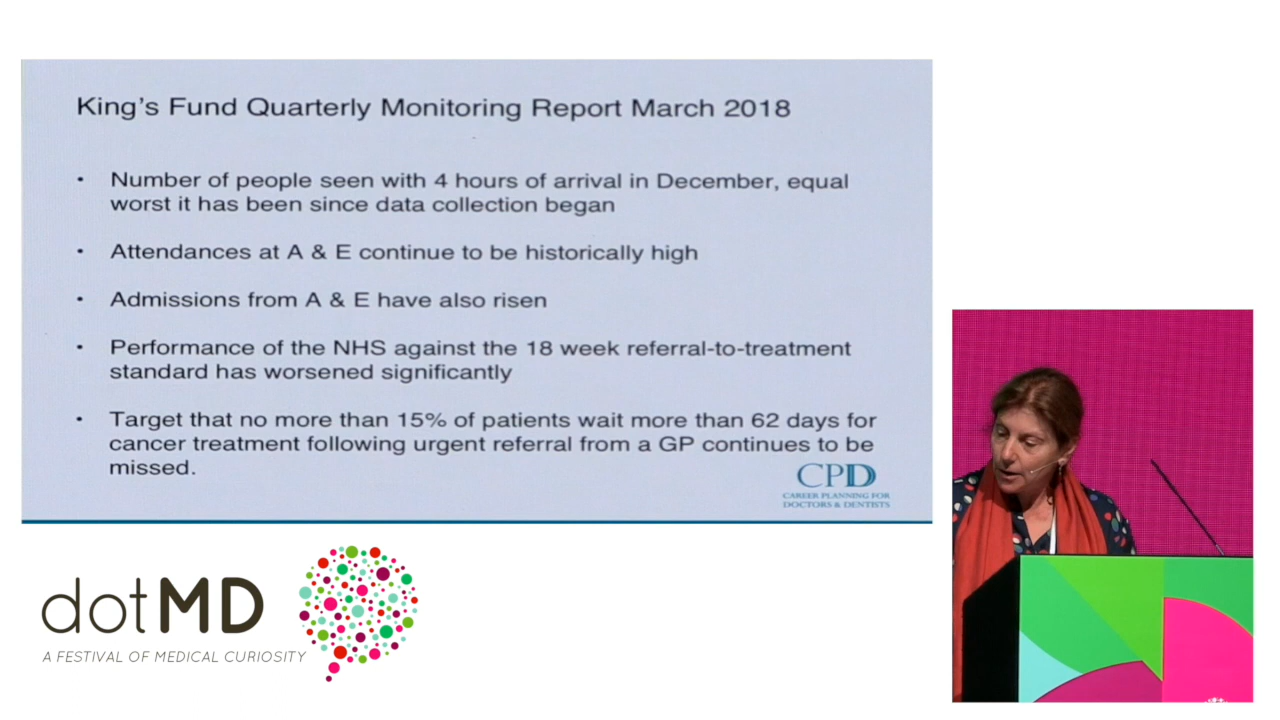 King's Fund Quarterly Monitoring Report March 2018
• Number of people seen with 4 hours of arrival in December, equal
worst it has been since data collection began
• Attendances at A & E continue to be historically high
• Admissions from A & E have also risen
• Performance of the NHS against the 18 week referral-to-treatment
standard has worsened significantly
• Target that no more than 15% of patients wait more than 62 days for
cancer treatment following urgent referral from a GP continues to be
missed.
CPD
CAREER PLANNING FOR
DOCTORS & DENTISTS
dotMD
A FESTIVAL OF MEDICAL CURIOSITY